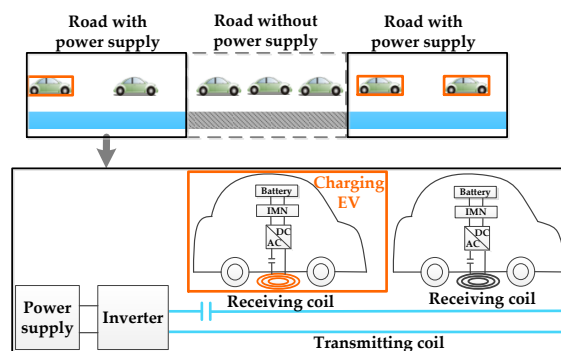 Road with
power supply
Road without
power supply
Road with
power supply
Charging
EV
Battery
IMN
DC
AC
Battery
IMN
DC
AC
Receiving coil
Receiving coil
Power
supply
Inverter
Transmitting coil